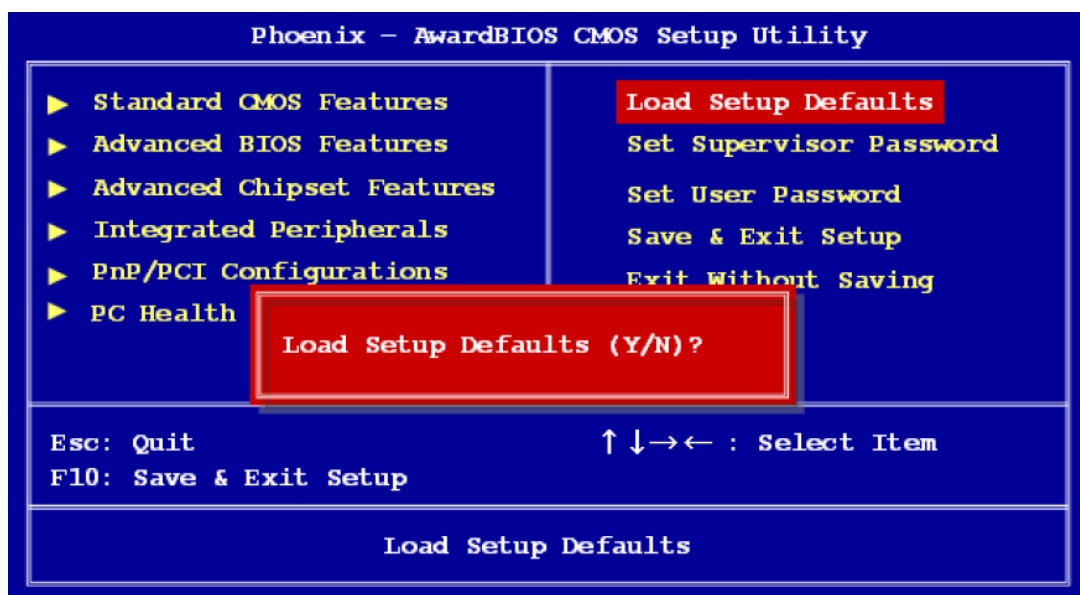 Phoenix – AwardBIOS CMOS Setup Utility
▶ Standard CMOS Features
▶ Advanced BIOS Features
▶ Advanced Chipset Features
▶ Integrated Peripherals
▶ PnP/PCI Configurations
▶ PC Health
Load Setup Defaults
Set Supervisor Password
Set User Password
Save & Exit Setup
Exit Without Saving
Load Setup Defaults (Y/N)?
Esc: Quit
↑↓→← : Select Item
F10: Save & Exit Setup
Load Setup Defaults